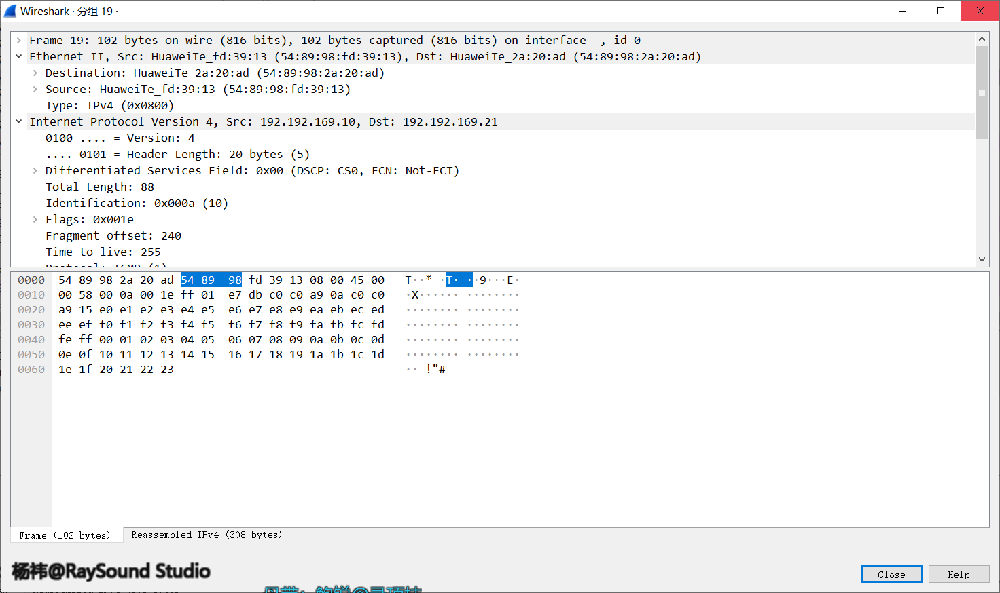 Wireshark · 分组 19 · -
Frame 19: 102 bytes on wire (816 bits), 102 bytes captured (816 bits) on interface -, id 0
Ethernet II, Src: HuaweiTe_fd:39:13 (54:89:98:fd:39:13), Dst: HuaweiTe_2a:20:ad (54:89:98:2a:20:ad)
Destination: HuaweiTe_2a:20:ad (54:89:98:2a:20:ad)
Source: HuaweiTe_fd:39:13 (54:89:98:fd:39:13)
Type: IPv4 (0x0800)
Internet Protocol Version 4, Src: 192.192.169.10, Dst: 192.192.169.21
0100 .... = Version: 4
.... 0101 = Header Length: 20 bytes (5)
Differentiated Services Field: 0x00 (DSCP: CS0, ECN: Not-ECT)
Total Length: 88
Identification: 0x000a (10)
Flags: 0x001e
Fragment offset: 240
Time to live: 255
Protocol: ICMP (1)
0000 54 89 98 2a 20 ad 54 89 98 fd 39 13 08 00 45 00 T··* ·T· ··9···E·
0010 00 58 00 0a 00 1e ff 01 e7 db c0 c0 a9 0a c0 c0 ·X······ ········
0020 a9 15 e0 e1 e2 e3 e4 e5 e6 e7 e8 e9 ea eb ec ed ········ ········
0030 ee ef f0 f1 f2 f3 f4 f5 f6 f7 f8 f9 fa fb fc fd ········ ········
0040 fe ff 00 01 02 03 04 05 06 07 08 09 0a 0b 0c 0d ········ ········
0050 0e 0f 10 11 12 13 14 15 16 17 18 19 1a 1b 1c 1d ········ ········
0060 1e 1f 20 21 22 23 ·· !"#
Frame (102 bytes) Reassembled IPv4 (308 bytes)
杨祎@RaySound Studio
Close Help